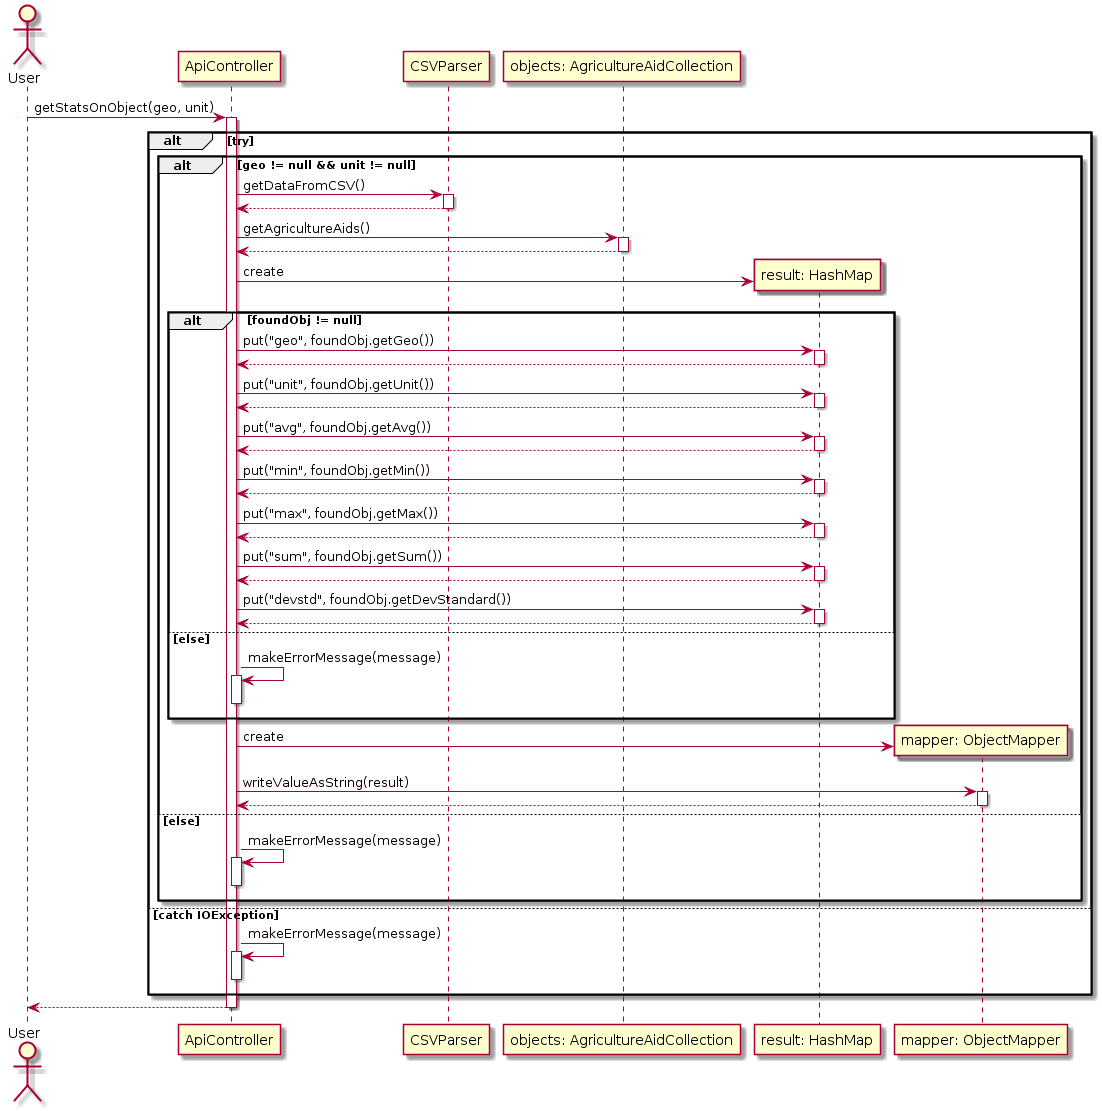 User
ApiController
CSVParser
objects: AgricultureAidCollection
getStatsOnObject(geo, unit)
alt [try]
alt [geo != null && unit != null]
getDataFromCSV()
getAgricultureAids()
create
result: HashMap
alt [foundObj != null]
put("geo", foundObj.getGeo())
put("unit", foundObj.getUnit())
put("avg", foundObj.getAvg())
put("min", foundObj.getMin())
put("max", foundObj.getMax())
put("sum", foundObj.getSum())
put("devstd", foundObj.getDevStandard())
[else]
makeErrorMessage(message)
create
mapper: ObjectMapper
writeValueAsString(result)
[else]
makeErrorMessage(message)
[catch IOException]
makeErrorMessage(message)
User
ApiController
CSVParser
objects: AgricultureAidCollection
result: HashMap
mapper: ObjectMapper